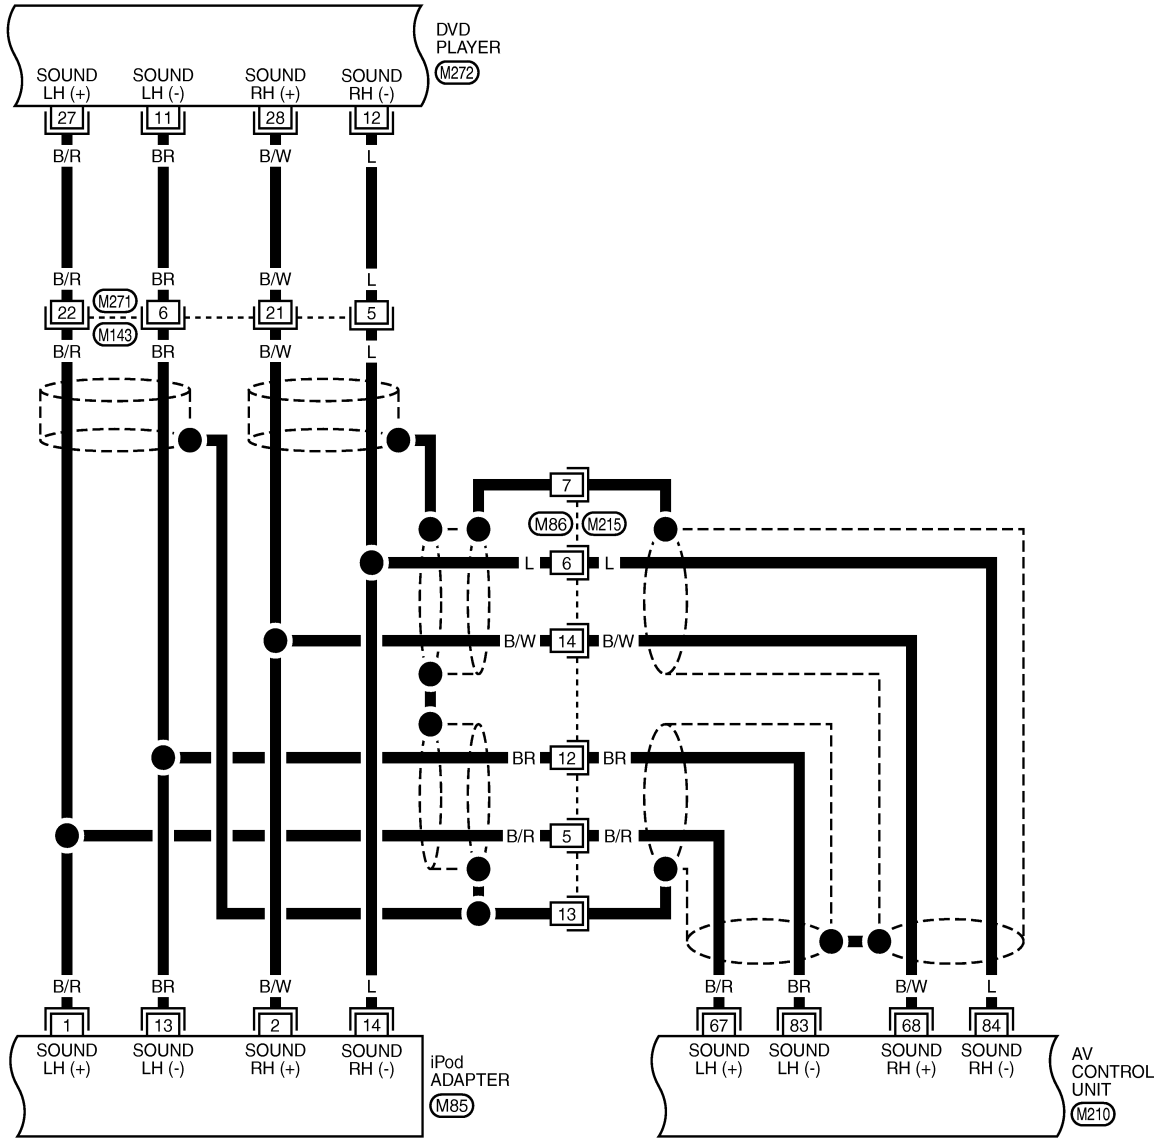 DVD
PLAYER
M272
SOUND SOUND SOUND SOUND
LH (+) LH (-) RH (+) RH (-)
27 11 28 12
B/R BR B/W L
B/R BR B/W L
22 M271 6 21 5
M143
B/R BR B/W L
7
M86 M215
L 6 L
B/W 14 B/W
BR 12 BR
B/R 5 B/R
13
B/R BR B/W L B/R BR B/W L
1 13 2 14 67 83 68 84
SOUND SOUND SOUND SOUND
LH (+) LH (-) RH (+) RH (-)
iPod
ADAPTER
M85
SOUND SOUND SOUND SOUND
LH (+) LH (-) RH (+) RH (-)
AV
CONTROL
UNIT
M210